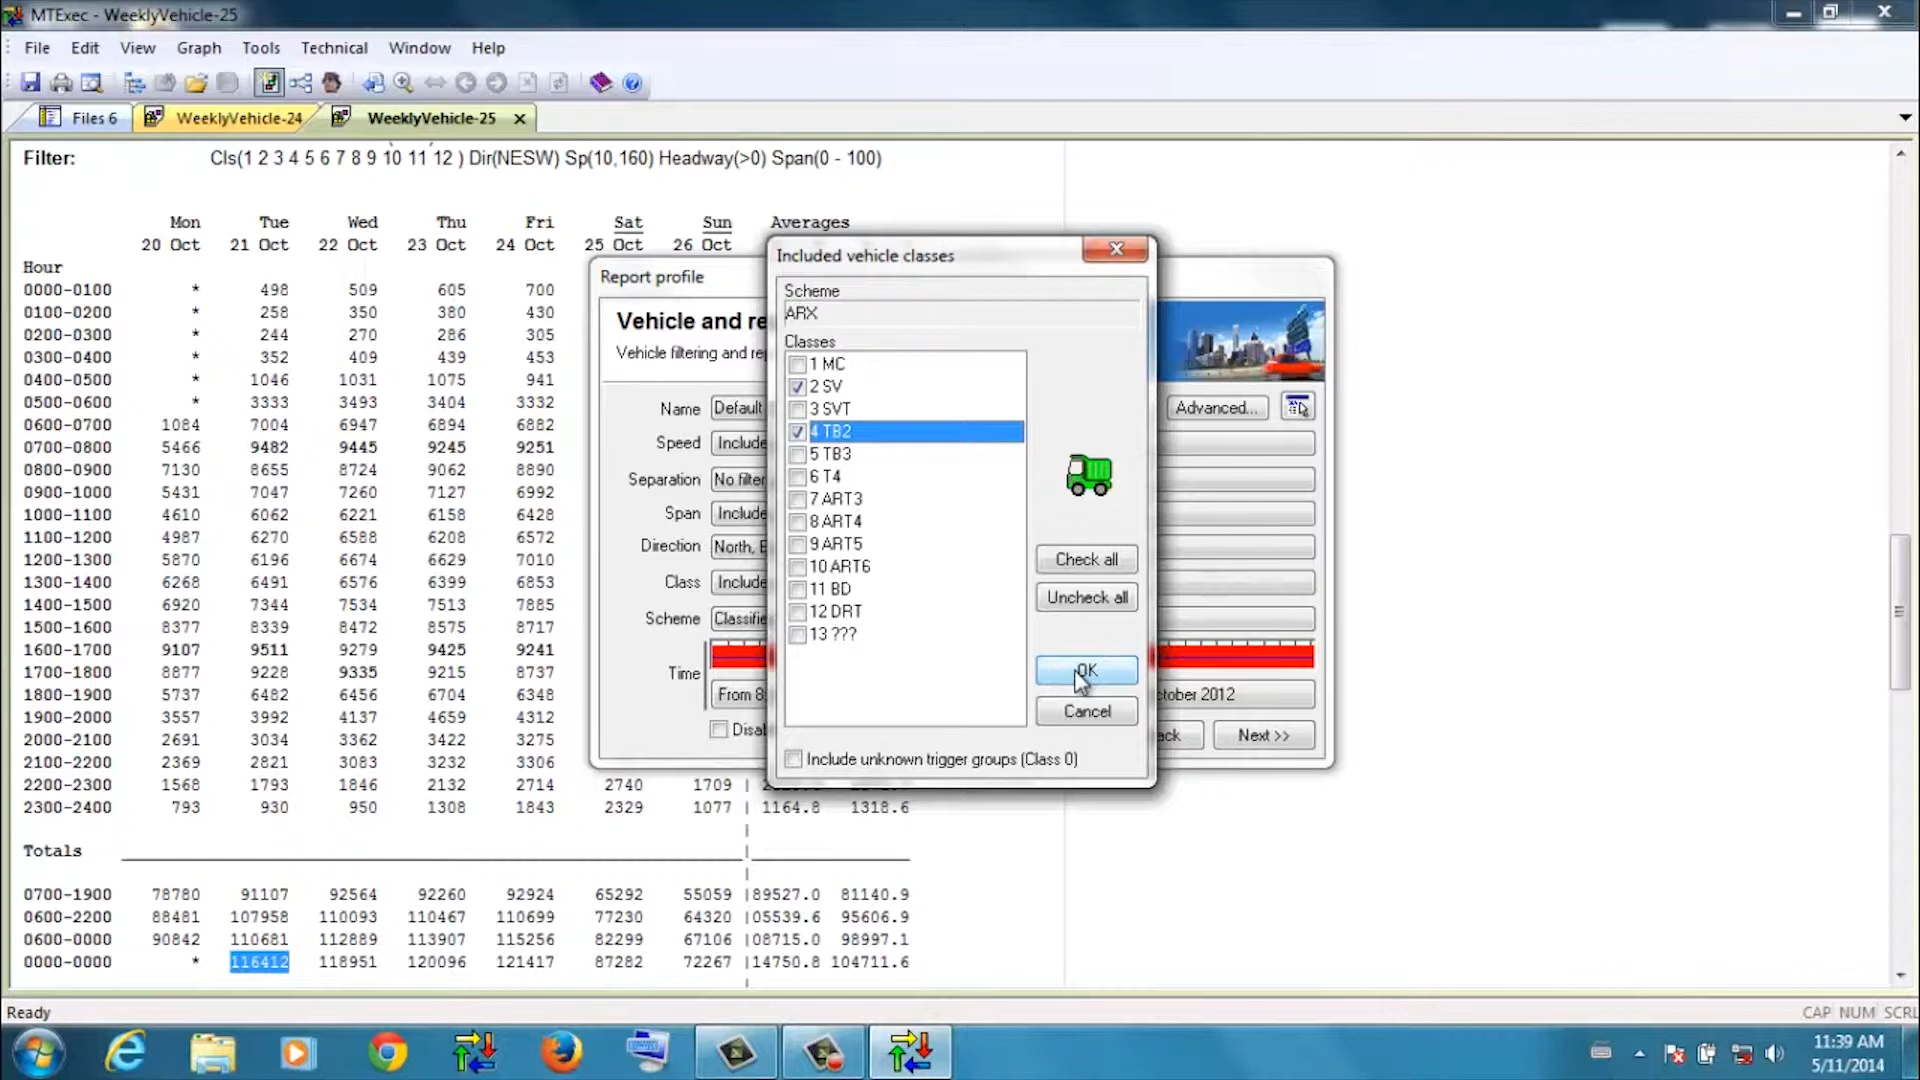 MTExec - WeeklyVehicle-25
File Edit View Graph Tools Technical Window Help
Files 6 WeeklyVehicle-24 WeeklyVehicle-25
Filter: Cls(1 2 3 4 5 6 7 8 9 10 11 12 ) Dir(NESW) Sp(10,160) Headway(>0) Span(0 - 100)
Mon Tue Wed Thu Fri Sat Sun Averages
20 Oct 21 Oct 22 Oct 23 Oct 24 Oct 25 Oct 26 Oct
Hour
0000-0100 * 498 509 605 700
0100-0200 * 258 350 380 430
0200-0300 * 244 270 286 305
0300-0400 * 352 409 439 453
0400-0500 * 1046 1031 1075 941
0500-0600 * 3333 3493 3404 3332
0600-0700 1084 7004 6947 6894 6882
0700-0800 5466 9482 9445 9245 9251
0800-0900 7130 8655 8724 9062 8890
0900-1000 5431 7047 7260 7127 6992
1000-1100 4610 6062 6221 6158 6428
1100-1200 4987 6270 6588 6208 6572
1200-1300 5870 6196 6674 6629 7010
1300-1400 6268 6491 6576 6399 6853
1400-1500 6920 7344 7534 7513 7885
1500-1600 8377 8339 8472 8575 8717
1600-1700 9107 9511 9279 9425 9241
1700-1800 8877 9228 9335 9215 8737
1800-1900 5737 6482 6456 6704 6348
1900-2000 3557 3992 4137 4659 4312
2000-2100 2691 3034 3362 3422 3275
2100-2200 2369 2821 3083 3232 3306
2200-2300 1568 1793 1846 2132 2714 2740 1709 |
2300-2400 793 930 950 1308 1843 2329 1077 | 1164.8 1318.6
Totals
0700-1900 78780 91107 92564 92260 92924 65292 55059 |89527.0 81140.9
0600-2200 88481 107958 110093 110467 110699 77230 64320 |05539.6 95606.9
0600-0000 90842 110681 112889 113907 115256 82299 67106 |08715.0 98997.1
0000-0000 * 116412 118951 120096 121417 87282 72267 |14750.8 104711.6
Report profile
Vehicle and re
Vehicle filtering and rep
Name Default Advanced...
Speed Include
Separation No filter
Span Include
Direction North, E
Class Include
Scheme Classifie
Time
From 8, ctober 2012
Disab ack Next >>
Included vehicle classes
Scheme
ARX
Classes
1 MC
2 SV
3 SVT
4 TB2
5 TB3
6 T4
7 ART3
8 ART4
9 ART5
10 ART6
11 BD
12 DRT
13 ???
Check all
Uncheck all
OK
Cancel
Include unknown trigger groups (Class 0)
Ready CAP NUM SCRL
11:39 AM
5/11/2014